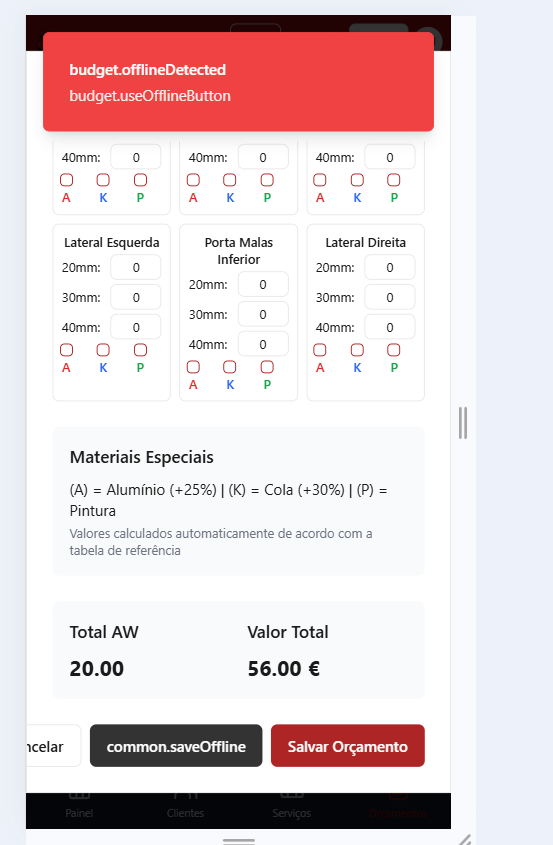 budget.offlineDetected
budget.useOfflineButton
40mm: 0 40mm: 0 40mm: 0
A K P A K P A K P
Lateral Esquerda
20mm: 0
30mm: 0
40mm: 0
A K P
Porta Malas
Inferior
20mm: 0
30mm: 0
40mm: 0
A K P
Lateral Direita
20mm: 0
30mm: 0
40mm: 0
A K P
Materiais Especiais
(A) = Alumínio (+25%) | (K) = Cola (+30%) | (P) =
Pintura
Valores calculados automaticamente de acordo com a
tabela de referência
Total AW Valor Total
20.00 56.00 €
ncelar common.saveOffline Salvar Orçamento
Painel Clientes Serviços